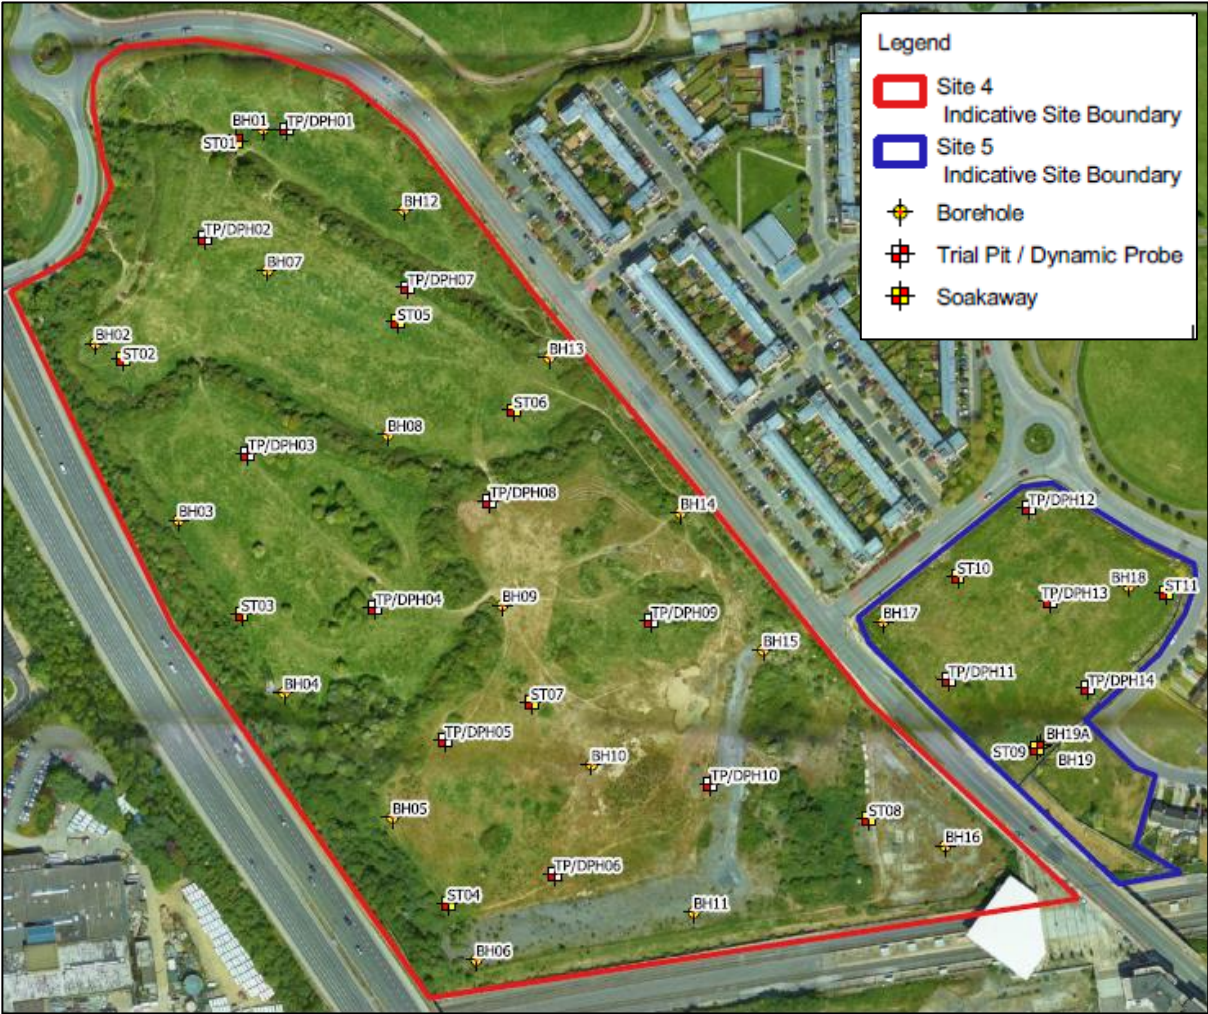 Legend
Site 4
Indicative Site Boundary
Site 5
Indicative Site Boundary
Borehole
Trial Pit / Dynamic Probe
Soakaway
BH01
TP/DPH01
ST01
BH12
TP/DPH02
BH07
TP/DPH07
ST05
BH02
ST02
BH13
ST06
BH08
TP/DPH03
TP/DPH08
BH03
BH14
TP/DPH12
ST10
BH18
ST11
TP/DPH13
TP/DPH04
BH09
ST03
TP/DPH09
BH17
BH15
BH04
ST07
TP/DPH11
TP/DPH14
TP/DPH05
BH19A
ST09
BH19
BH10
TP/DPH10
BH05
ST08
BH16
TP/DPH06
ST04
BH11
BH06